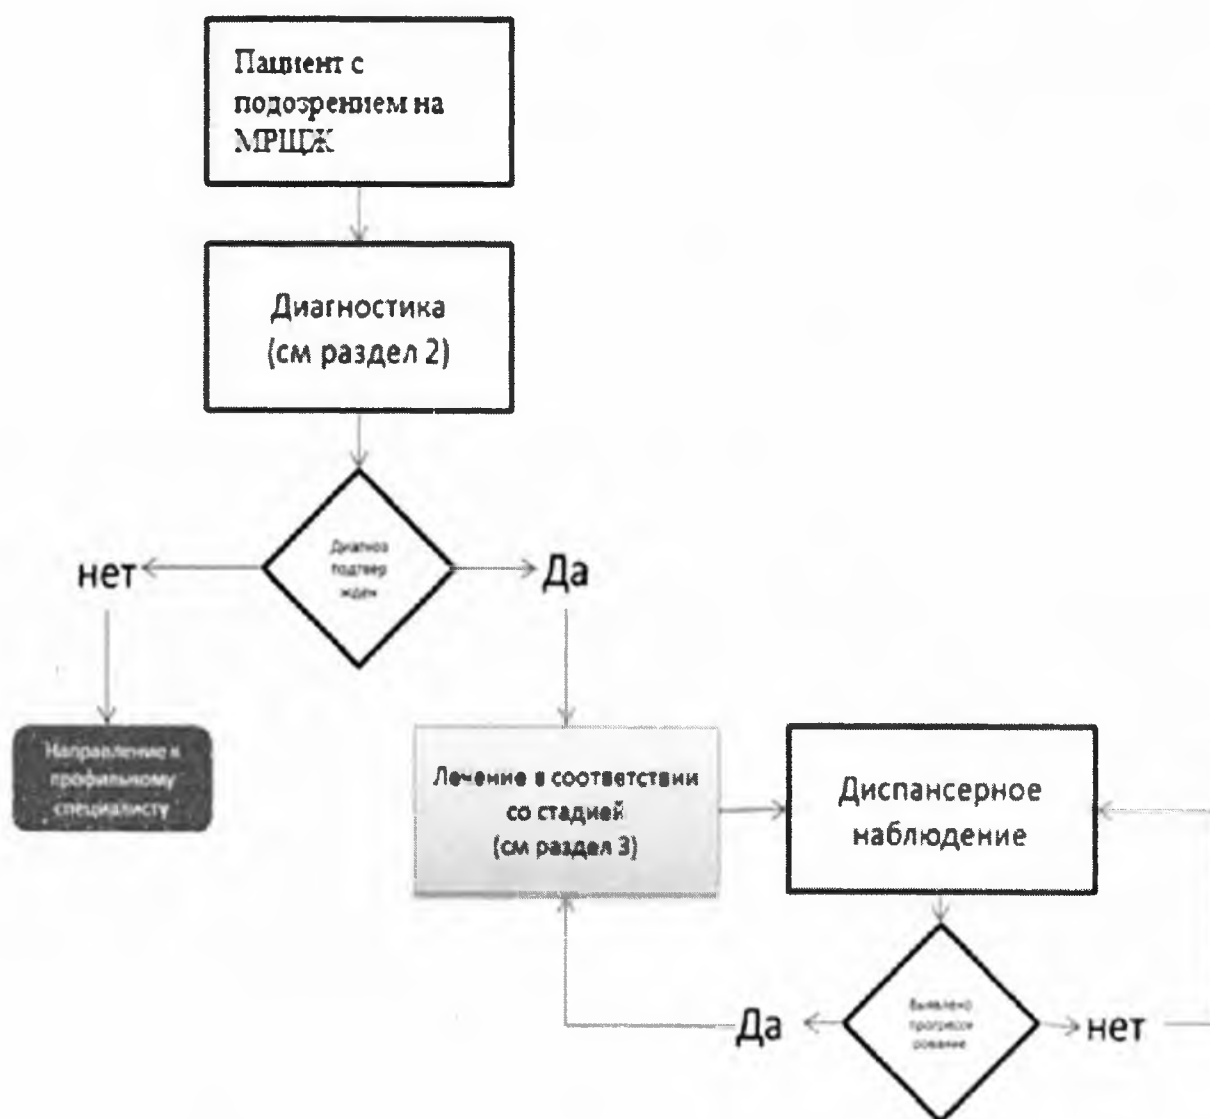 Пациент с
подозрением на
МРЩЖ
Диагностика
(см раздел 2)
Диагноз
подтвер
жден
нет
Да
Направление к
профильному
специалисту
Лечение в соответствии
со стадией
(см раздел 3)
Диспансерное
наблюдение
Выявлено
прогресси
рование
Да
нет